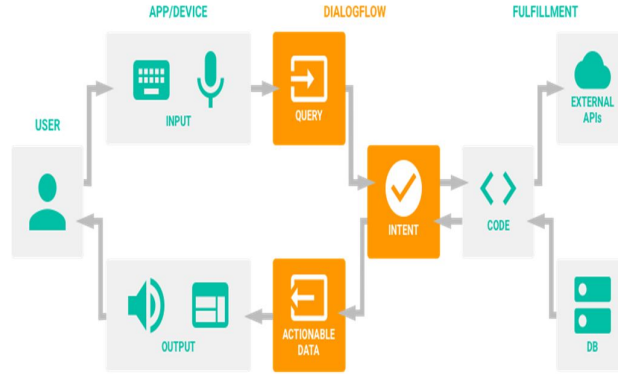 APP/DEVICE
DIALOGFLOW
FULFILLMENT
USER
INPUT
QUERY
EXTERNAL
APIs
INTENT
CODE
OUTPUT
ACTIONABLE
DATA
DB